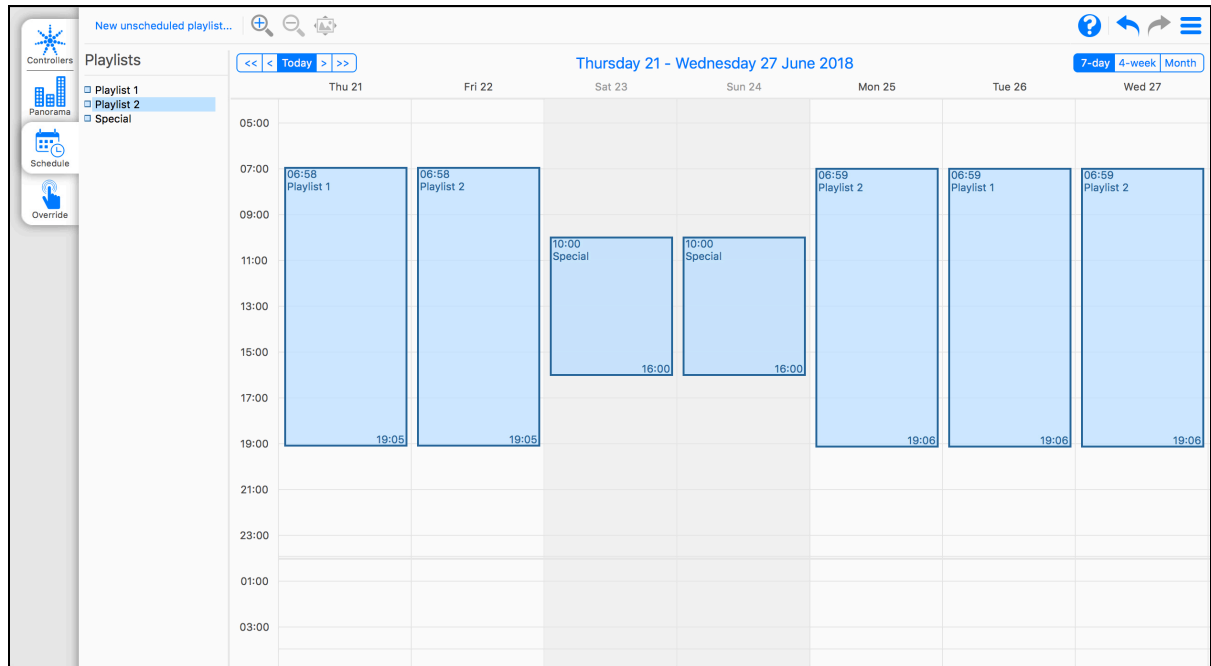 New unscheduled playlist...
Controllers
Panorama
Schedule
Override
Playlists
Playlist 1
Playlist 2
Special
<< < Today > >>
Thursday 21 - Wednesday 27 June 2018
7-day 4-week Month
Thu 21 Fri 22 Sat 23 Sun 24 Mon 25 Tue 26 Wed 27
05:00
07:00
06:58 06:58 06:59 06:59 06:59
Playlist 1 Playlist 2 Playlist 2 Playlist 1 Playlist 2
09:00
10:00 10:00
Special Special
11:00
13:00
15:00
16:00 16:00
17:00
19:00
19:05 19:05 19:06 19:06 19:06
21:00
23:00
01:00
03:00